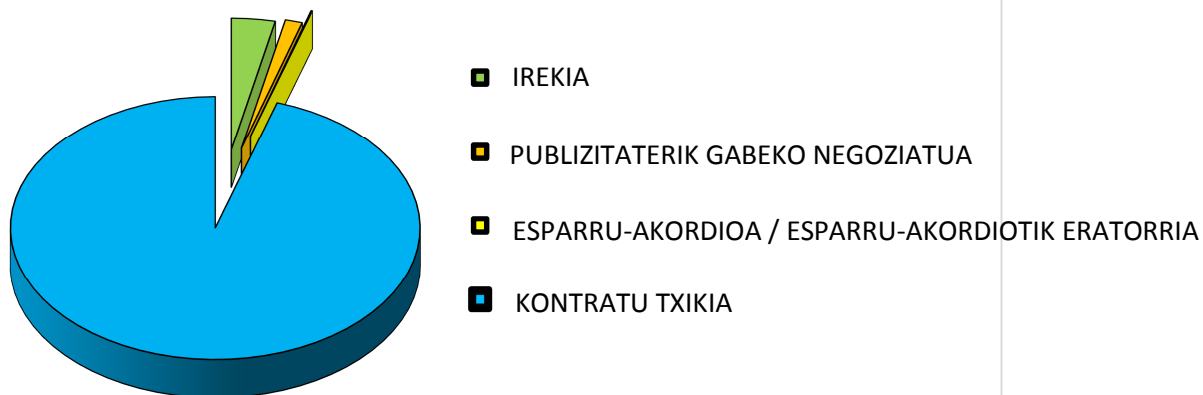 IREKIA
PUBLIZITATERIK GABEKO NEGOZIATUA
ESPARRU-AKORDIOA / ESPARRU-AKORDIOTIK ERATORRIA
KONTRATU TXIKIA